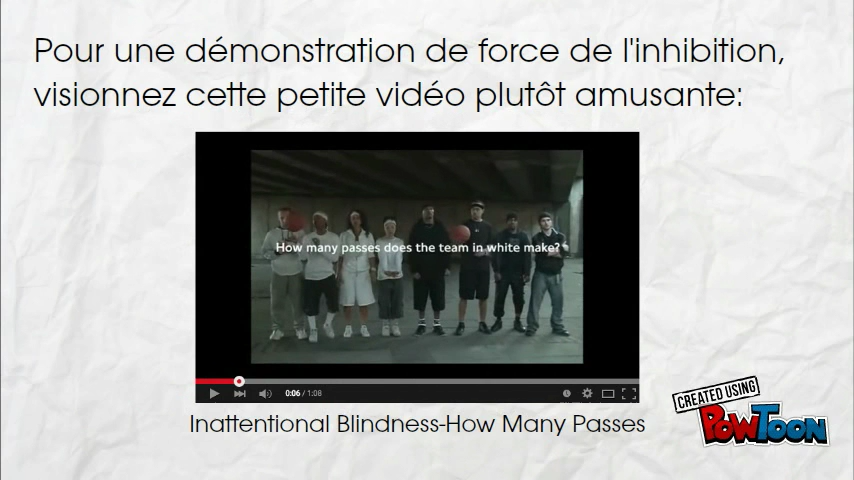 Pour une démonstration de force de l'inhibition,
visionnez cette petite vidéo plutôt amusante:
How many passes does the team in white make?
0:06 / 1:08
Inattentional Blindness-How Many Passes
CREATED USING
POWTOON